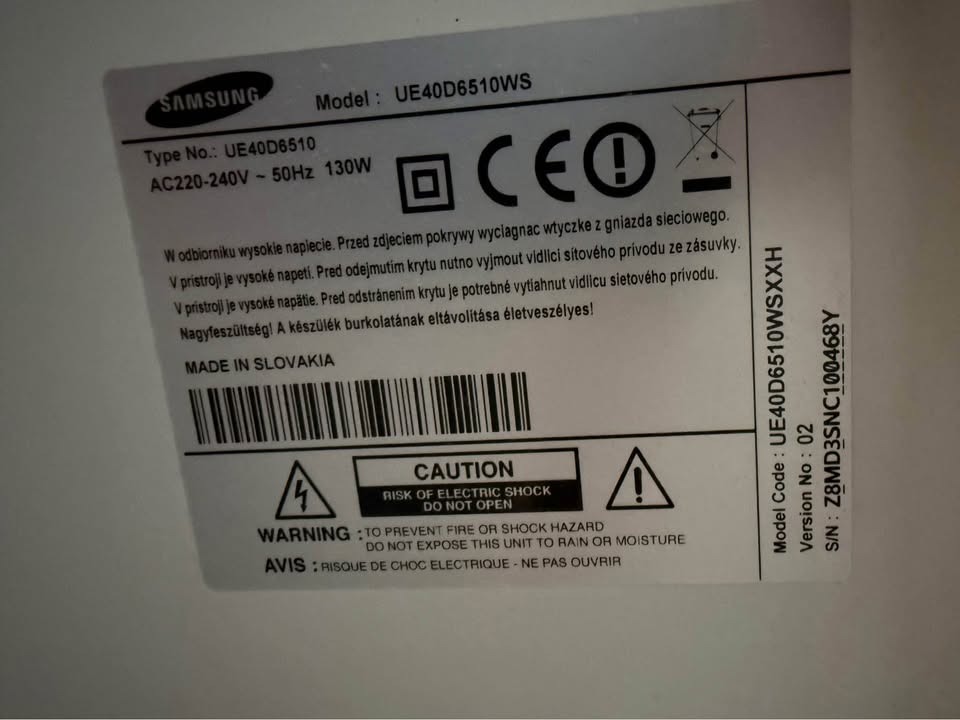 SAMSUNG
Model : UE40D6510WS
Type No.: UE40D6510
AC220-240V ~ 50Hz 130W
W odbiorniku wysokie napiecie. Przed zdjeciem pokrywy wyciagnac wtyczke z gniazda sieciowego.
V pristroji je vysoké napetí. Pred odejmutím krytu nutno vyjmout vidlici sítového prívodu ze zásuvky.
V pristroji je vysoké napätie. Pred odstránením krytu je potrebné vytiahnut vidlicu sietového prívodu.
Nagyfeszültség! A készülék burkolatának eltávolítása életveszélyes!
MADE IN SLOVAKIA
CAUTION
RISK OF ELECTRIC SHOCK
DO NOT OPEN
WARNING : TO PREVENT FIRE OR SHOCK HAZARD
DO NOT EXPOSE THIS UNIT TO RAIN OR MOISTURE
AVIS : RISQUE DE CHOC ELECTRIQUE - NE PAS OUVRIR
Model Code : UE40D6510WSXXH
Version No : 02
S/N : Z8MD3SNC100468Y